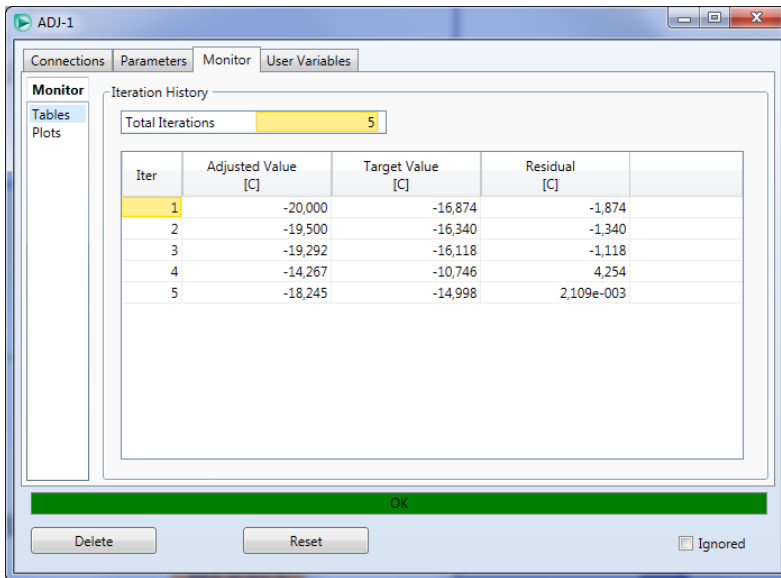 ADJ-1
Connections Parameters Monitor User Variables
Monitor
Tables
Plots
Iteration History
Total Iterations 5
Iter Adjusted Value [C] Target Value [C] Residual [C]
1 -20,000 -16,874 -1,874
2 -19,500 -16,340 -1,340
3 -19,292 -16,118 -1,118
4 -14,267 -10,746 4,254
5 -18,245 -14,998 2,109e-003
OK
Delete Reset Ignored